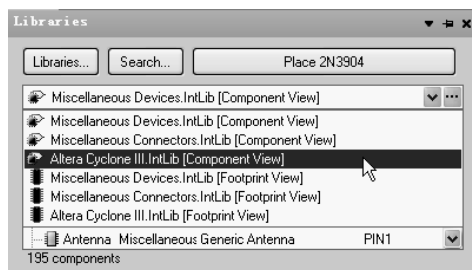 Libraries
Libraries... Search... Place 2N3904
Miscellaneous Devices.IntLib [Component View]
Miscellaneous Devices.IntLib [Component View]
Miscellaneous Connectors.IntLib [Component View]
Altera Cyclone III.IntLib [Component View]
Miscellaneous Devices.IntLib [Footprint View]
Miscellaneous Connectors.IntLib [Footprint View]
Altera Cyclone III.IntLib [Footprint View]
Antenna Miscellaneous Generic Antenna PIN1
195 components